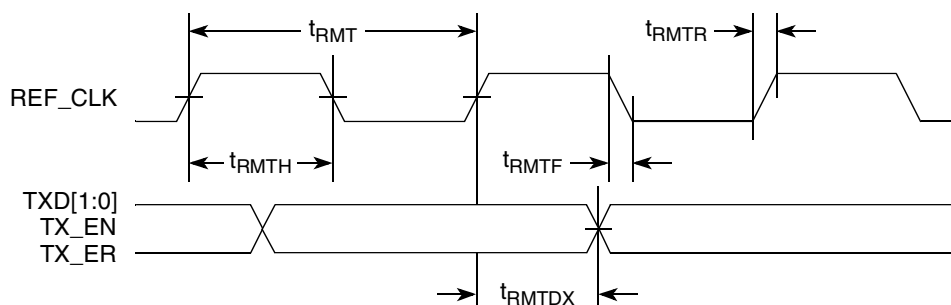 tRMT
tRMTR
REF_CLK
tRMTH
tRMTF
TXD[1:0]
TX_EN
TX_ER
tRMTDX